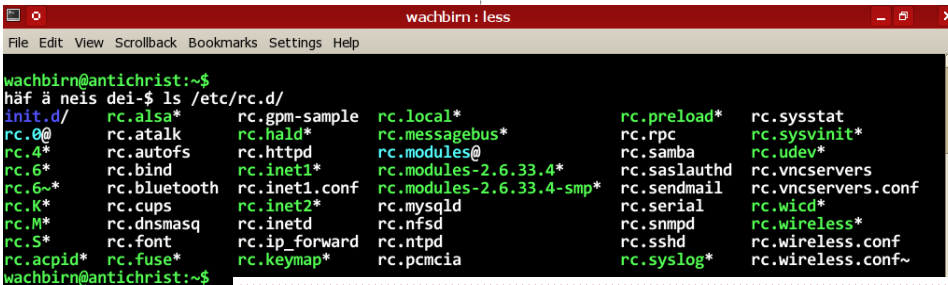 wachbirn : less
File Edit View Scrollback Bookmarks Settings Help
wachbirn@antichrist:~$
häf ä neis dei-$ ls /etc/rc.d/
init.d/ rc.alsa* rc.gpm-sample rc.local* rc.preload* rc.sysstat
rc.0@ rc.atalk rc.hald* rc.messagebus* rc.rpc rc.sysvinit*
rc.4* rc.autofs rc.httpd rc.modules@ rc.samba rc.udev*
rc.6* rc.bind rc.inet1* rc.modules-2.6.33.4* rc.saslauthd rc.vncservers
rc.6~* rc.bluetooth rc.inet1.conf rc.modules-2.6.33.4-smp* rc.sendmail rc.vncservers.conf
rc.K* rc.cups rc.inet2* rc.mysqld rc.serial rc.wicd*
rc.M* rc.dnsmasq rc.inetd rc.nfsd rc.snmpd rc.wireless*
rc.S* rc.font rc.ip_forward rc.ntpd rc.sshd rc.wireless.conf
rc.acpid* rc.fuse* rc.keymap* rc.pcmcia rc.syslog* rc.wireless.conf~
wachbirn@antichrist:~$